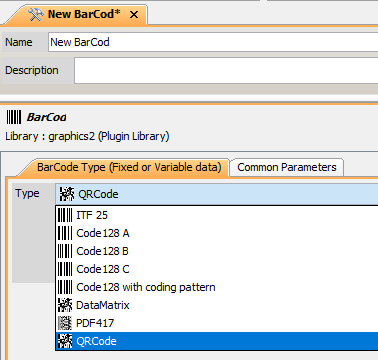 New BarCod*
Name New BarCod
Description
BarCod
Library : graphics2 (Plugin Library)
BarCode Type (Fixed or Variable data) Common Parameters
Type QRCode
ITF 25
Code128 A
Code128 B
Code128 C
Code128 with coding pattern
DataMatrix
PDF417
QRCode